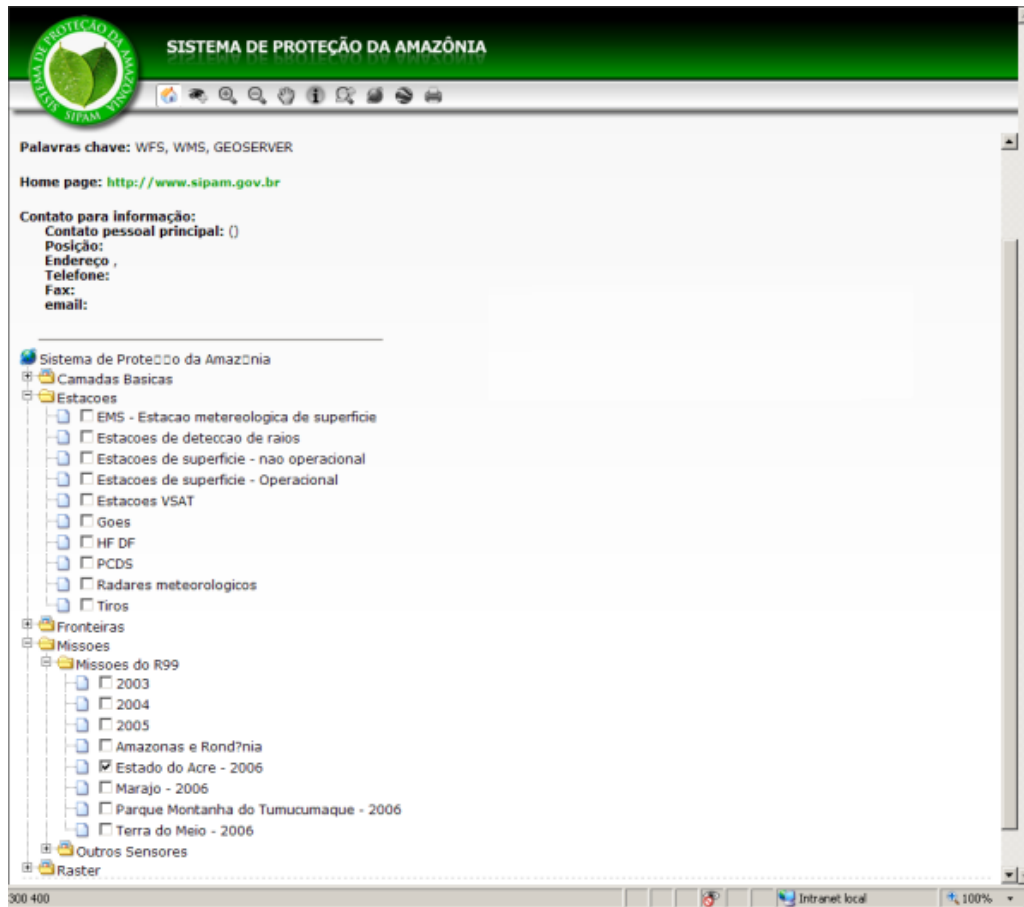 SISTEMA DE PROTEÇÃO DA AMAZÔNIA
SISTEMA DE PROTEÇÃO DA AMAZÔNIA
SIPAM
Palavras chave: WFS, WMS, GEOSERVER
Home page: http://www.sipam.gov.br
Contato para informação:
Contato pessoal principal: ()
Posição:
Endereço ,
Telefone:
Fax:
email:
Sistema de Prote▯▯o da Amaz▯nia
Camadas Basicas
Estacoes
EMS - Estacao metereologica de superficie
Estacoes de deteccao de raios
Estacoes de superficie - nao operacional
Estacoes de superficie - Operacional
Estacoes VSAT
Goes
HF DF
PCDS
Radares meteorologicos
Tiros
Fronteiras
Missoes
Missoes do R99
2003
2004
2005
Amazonas e Rond?nia
Estado do Acre - 2006
Marajo - 2006
Parque Montanha do Tumucumaque - 2006
Terra do Meio - 2006
Outros Sensores
Raster
300 400
Intranet local
100%